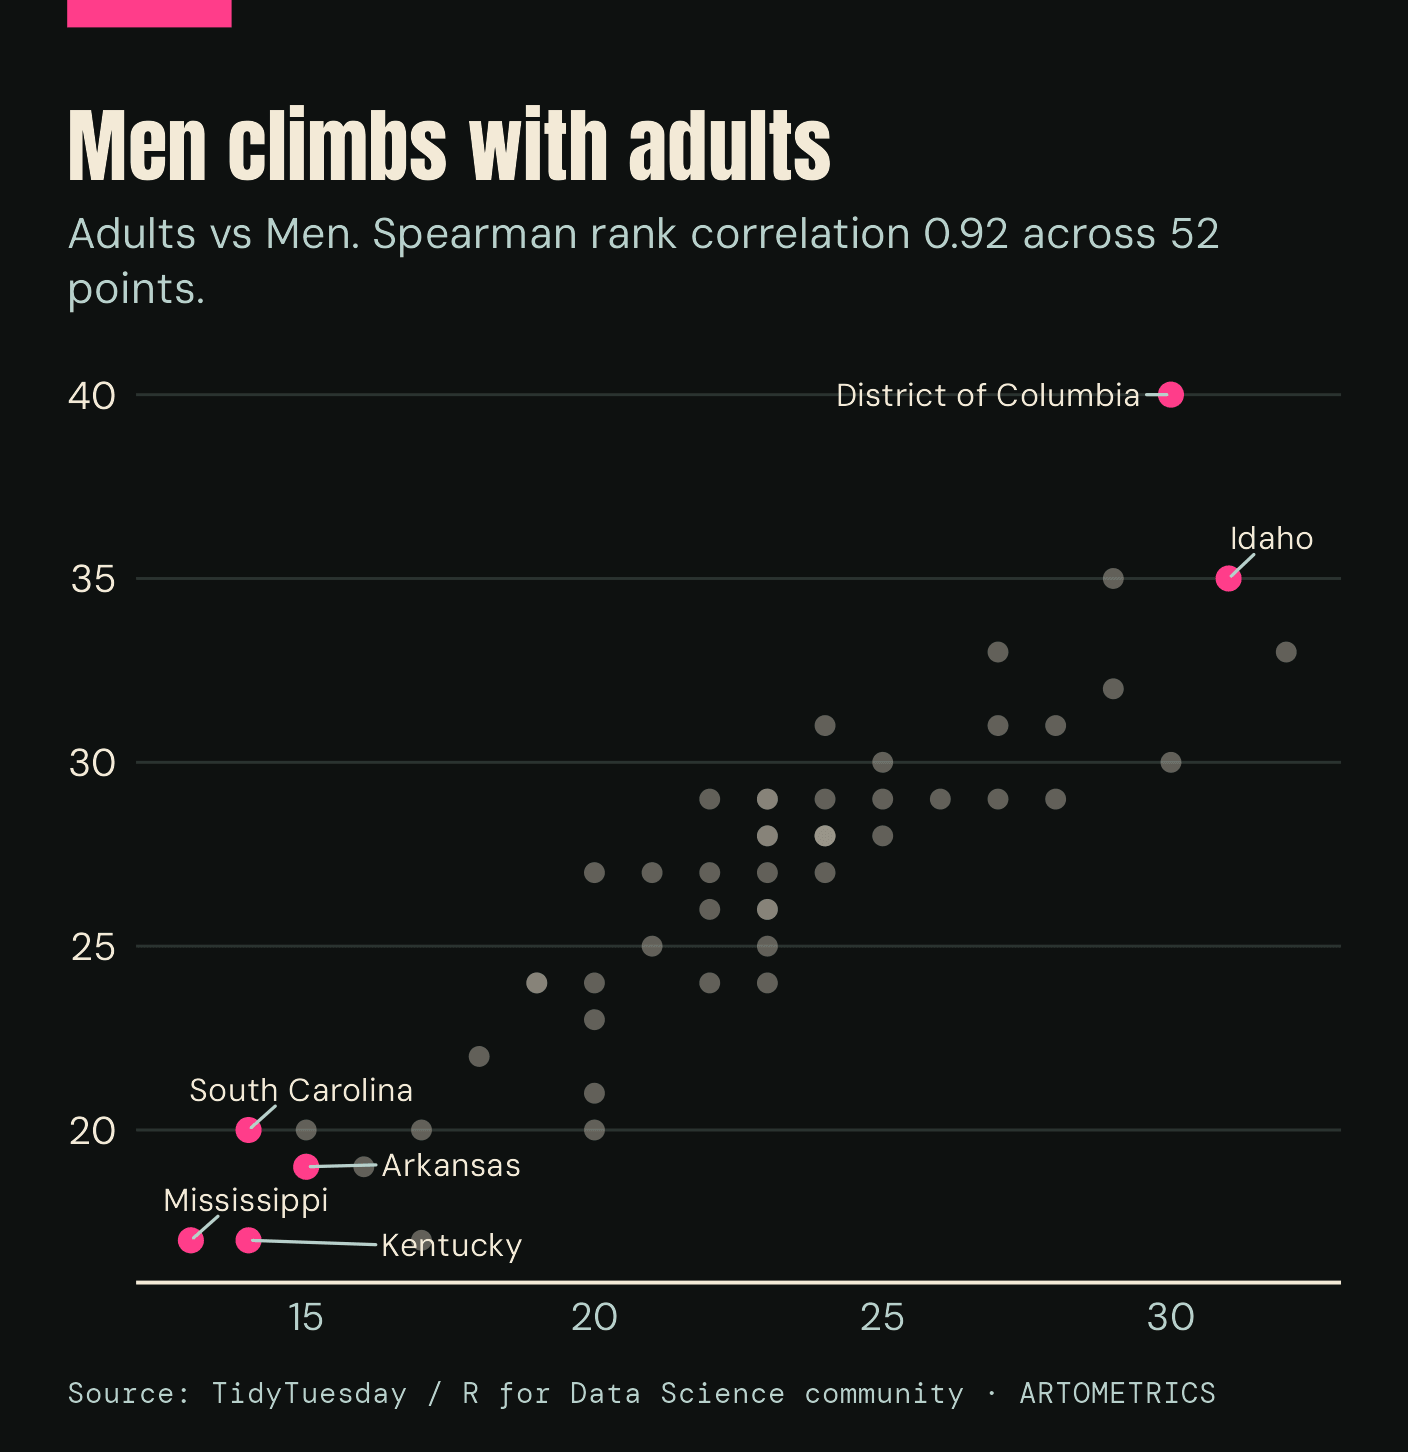 Men climbs with adults
Adults vs Men. Spearman rank correlation 0.92 across 52
points.
40
District of Columbia
Idaho
35
30
25
South Carolina
20
Arkansas
Mississippi
Kentucky
15 20 25 30
Source: TidyTuesday / R for Data Science community · ARTOMETRICS